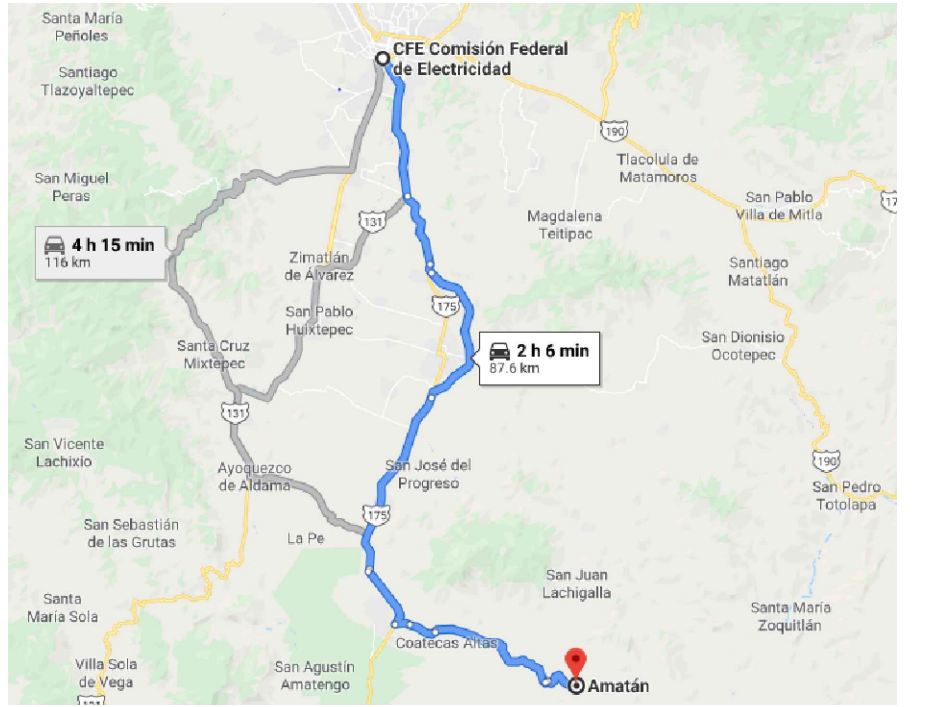 Santa María
Peñoles
CFE Comisión Federal
de Electricidad
Santiago
Tlazoyaltepec
190
Tlacolula de
Matamoros
San Miguel
Peras
San Pablo
Villa de Mitla
17
131
Magdalena
Teitipac
4 h 15 min
116 km
Zimatlán
de Álvarez
Santiago
Matatlán
175
San Pablo
Huixtepec
Santa Cruz
Mixtepec
2 h 6 min
87.6 km
San Dionisio
Ocotepec
131
San Vicente
Lachixío
Ayoquezco
de Aldama
San José del
Progreso
190
San Pedro
Totolapa
175
San Sebastián
de las Grutas
La Pe
San Juan
Lachigalla
Santa
María Sola
Santa María
Zoquitlán
Coatecas Altas
Villa Sola
de Vega
San Agustín
Amatengo
Amatán
131